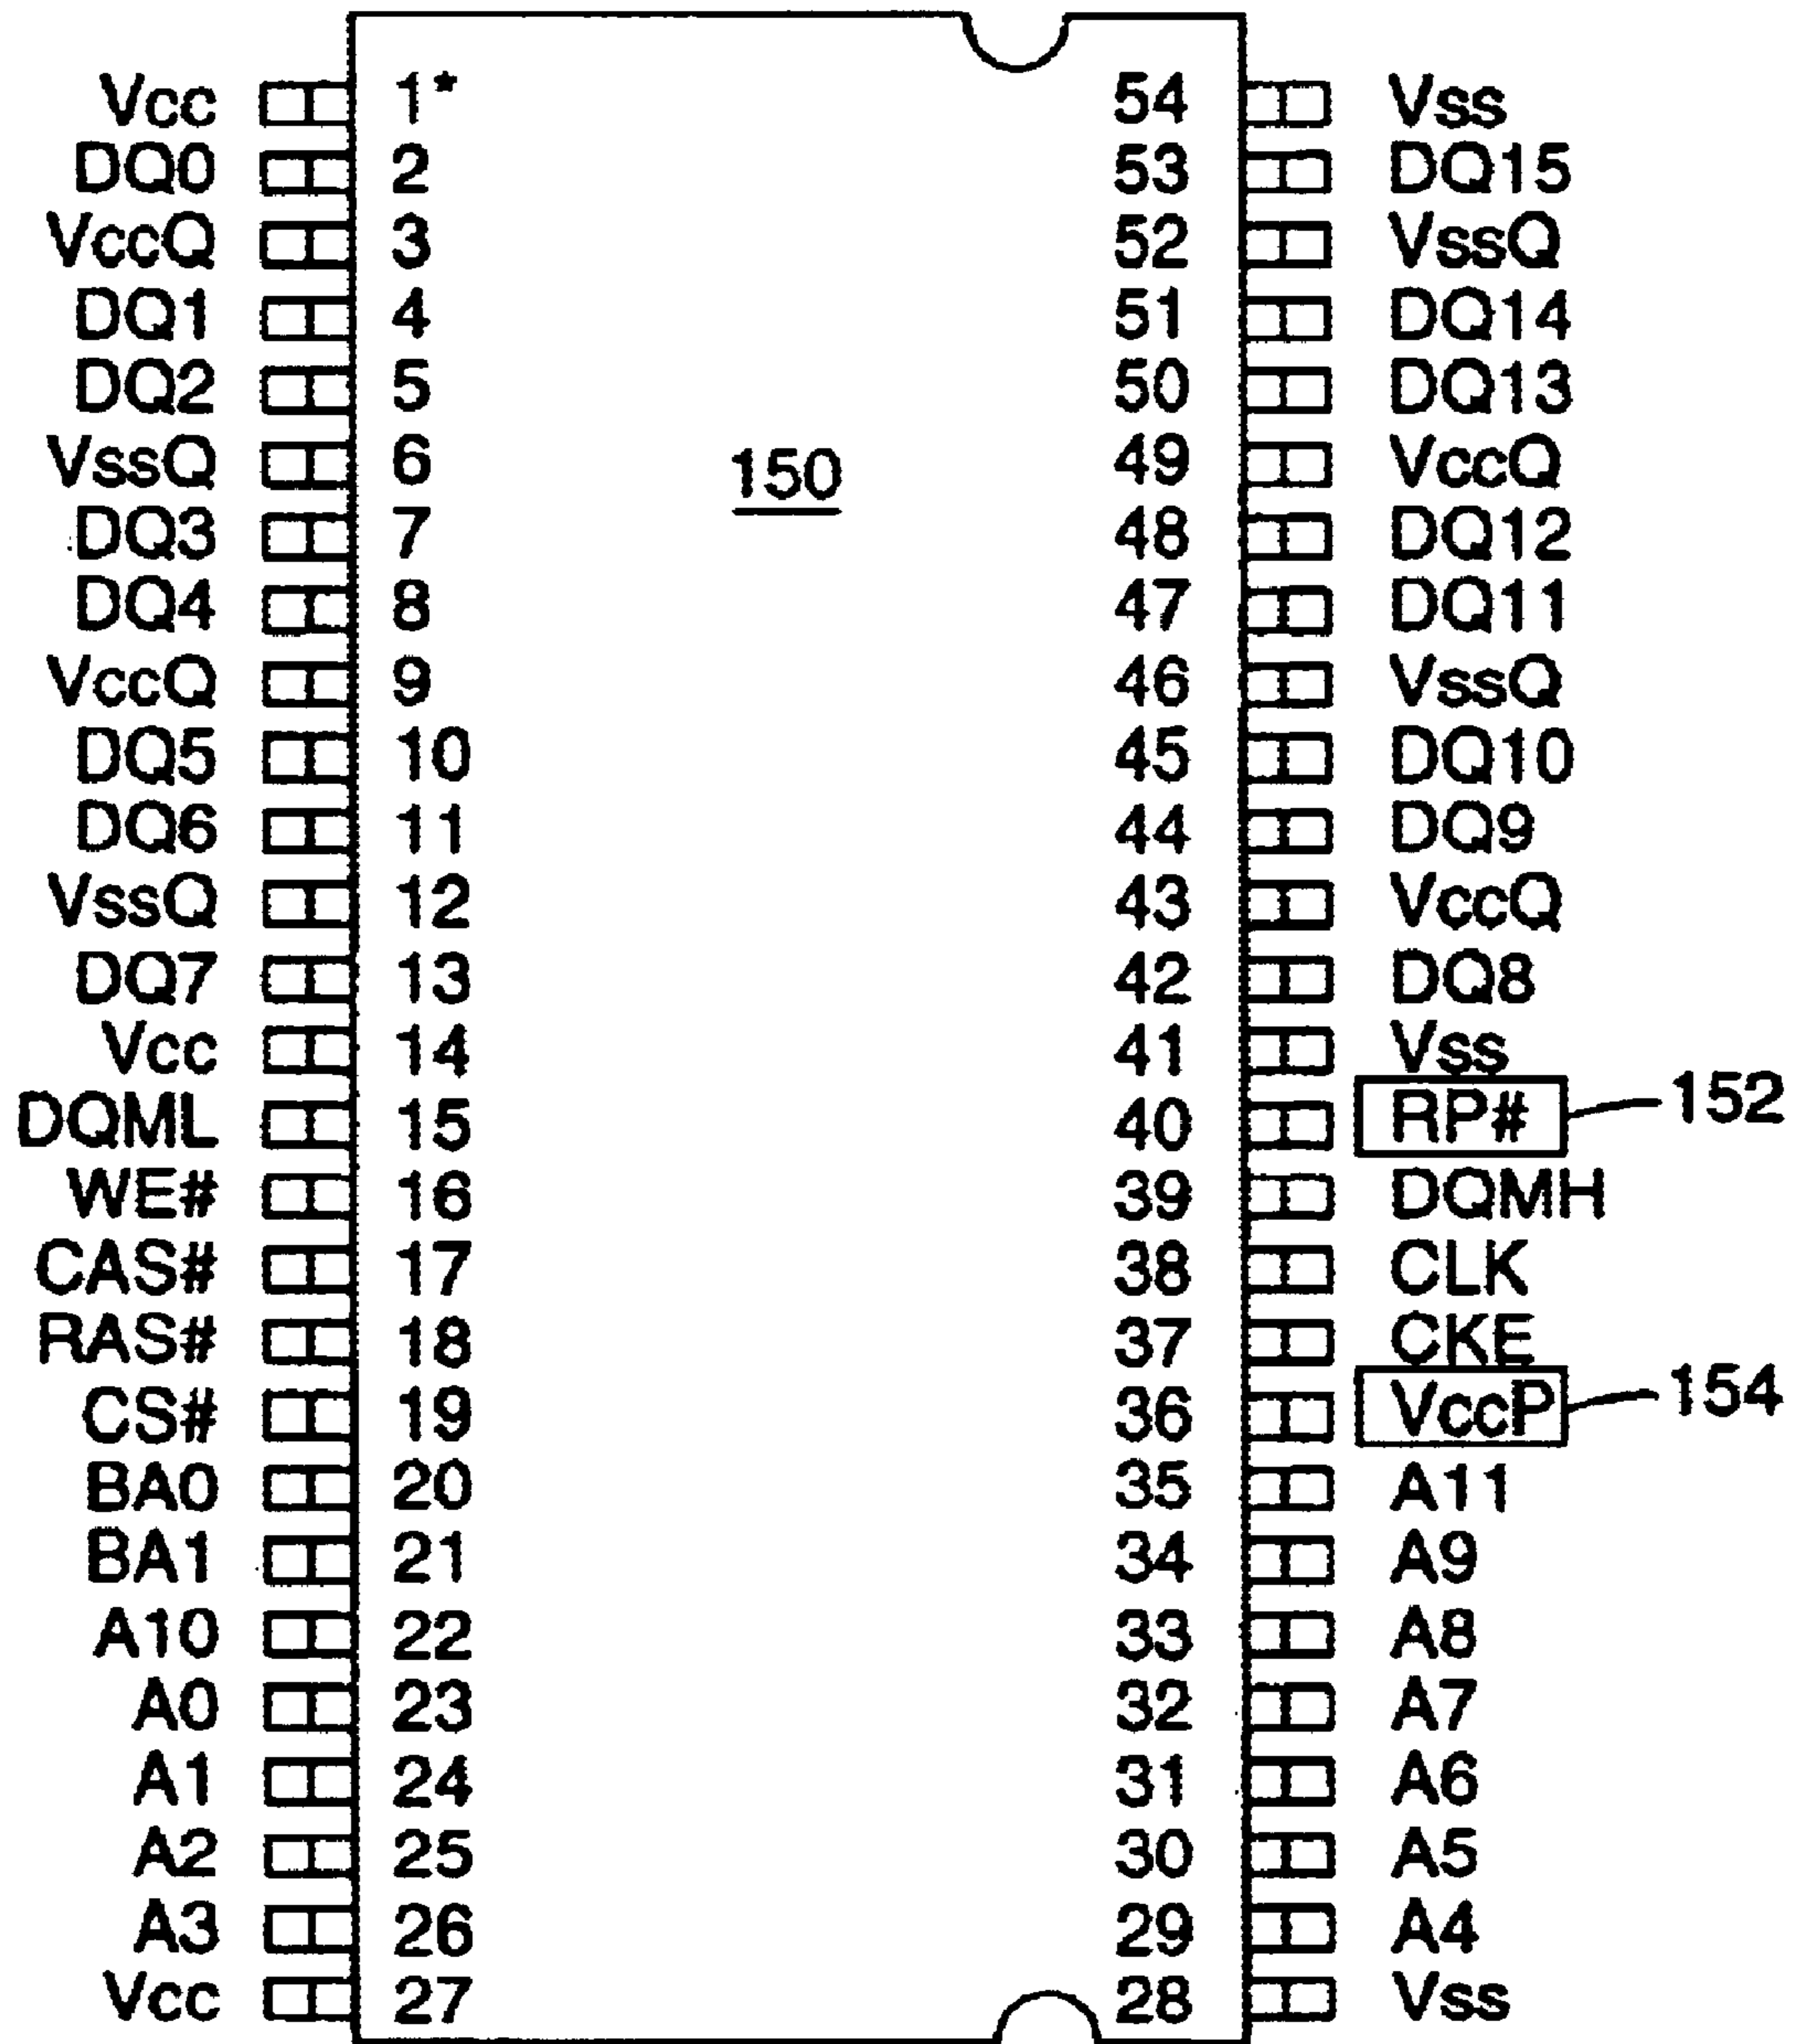 Vcc 1* 54 Vss
DQ0 2 53 DQ15
VccQ 3 52 VssQ
DQ1 4 51 DQ14
DQ2 5 50 DQ13
VssQ 6 150 49 VccQ
DQ3 7 48 DQ12
DQ4 8 47 DQ11
VccQ 9 46 VssQ
DQ5 10 45 DQ10
DQ6 11 44 DQ9
VssQ 12 43 VccQ
DQ7 13 42 DQ8
Vcc 14 41 Vss
DQML 15 40 RP# 152
WE# 16 39 DQMH
CAS# 17 38 CLK
RAS# 18 37 CKE
CS# 19 36 VccP 154
BA0 20 35 A11
BA1 21 34 A9
A10 22 33 A8
A0 23 32 A7
A1 24 31 A6
A2 25 30 A5
A3 26 29 A4
Vcc 27 28 Vss